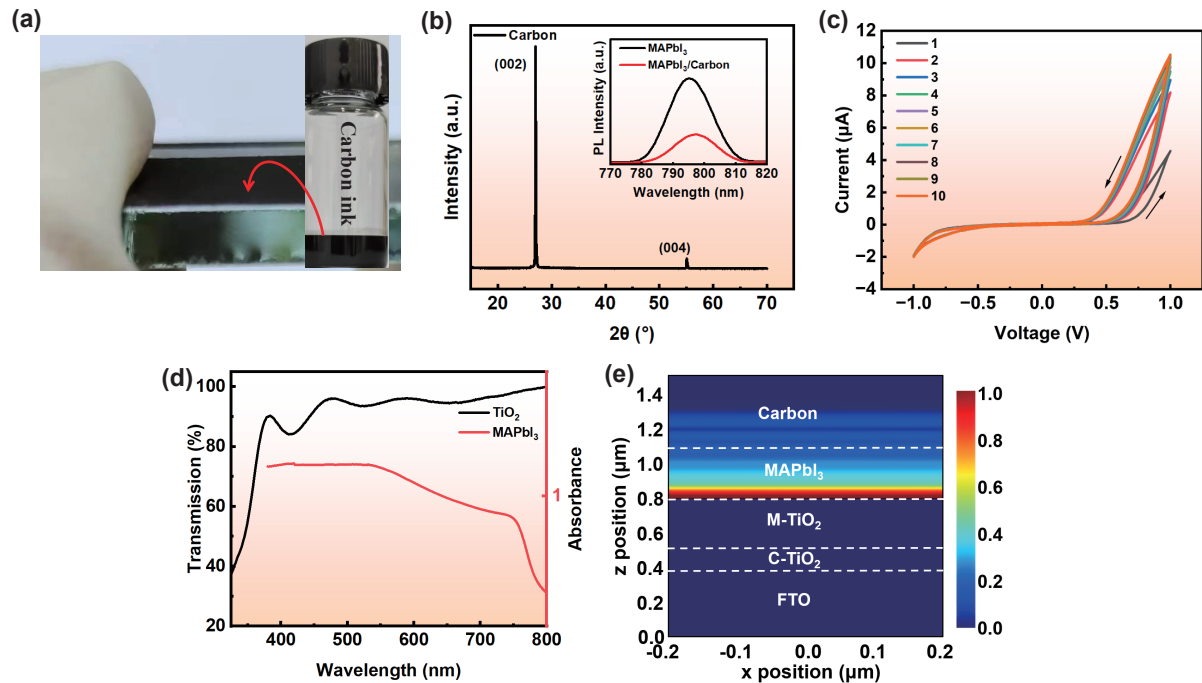 (a)
Carbon ink
(b)
Carbon
(002)
(004)
Intensity (a.u.)
15 20 30 40 50 60 70
2θ (°)
MAPbI₃
MAPbI₃/Carbon
PL Intensity (a.u.)
770 780 790 800 810 820
Wavelength (nm)
(c)
1
2
3
4
5
6
7
8
9
10
Current (µA)
12
10
8
6
4
2
0
−2
−4
−1.0 −0.5 0.0 0.5 1.0
Voltage (V)
(d)
TiO₂
MAPbI₃
Transmission (%)
100
80
60
40
20
1
Absorbance
400 500 600 700 800
Wavelength (nm)
(e)
Carbon
MAPbI₃
M-TiO₂
C-TiO₂
FTO
z position (µm)
1.4
1.2
1.0
0.8
0.6
0.4
0.2
0.0
-0.2 -0.1 0.0 0.1 0.2
x position (µm)
1.0
0.8
0.6
0.4
0.2
0.0